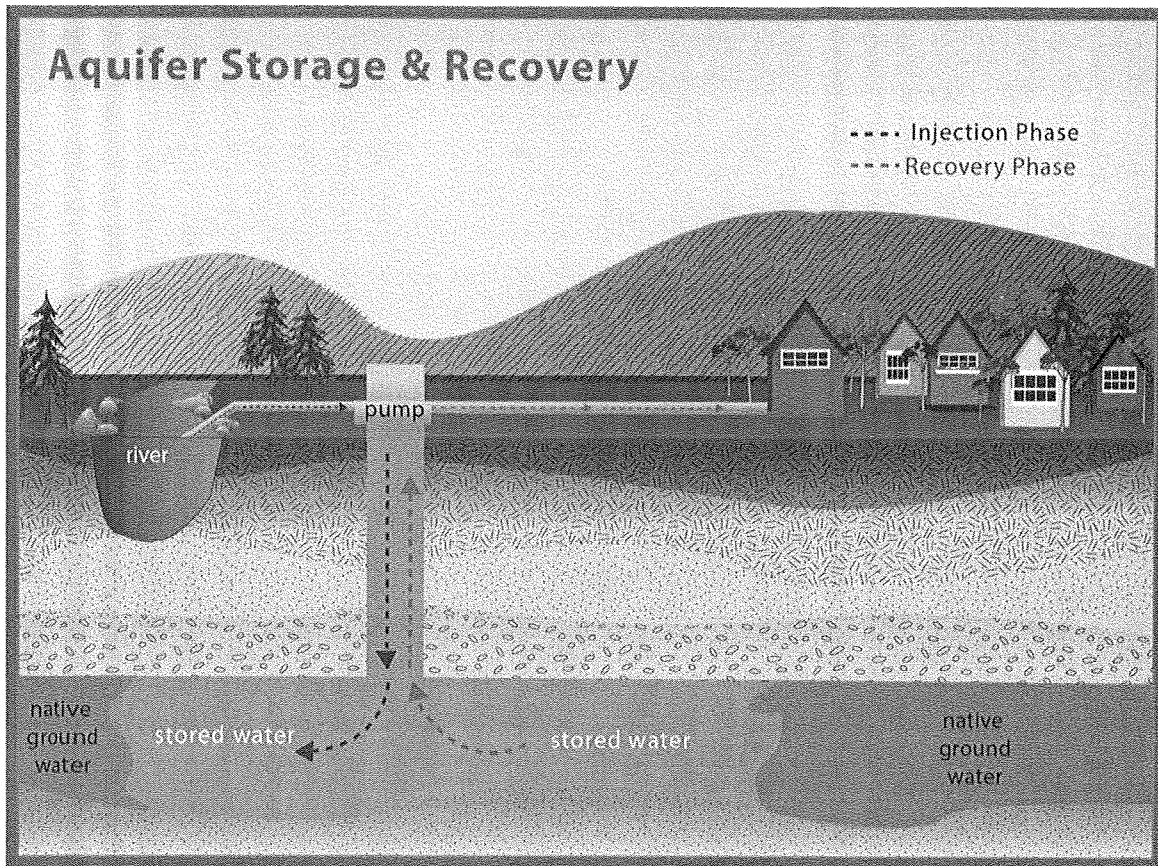 Aquifer Storage & Recovery
Injection Phase
Recovery Phase
pump
river
native
ground
water
stored water
stored water
native
ground
water